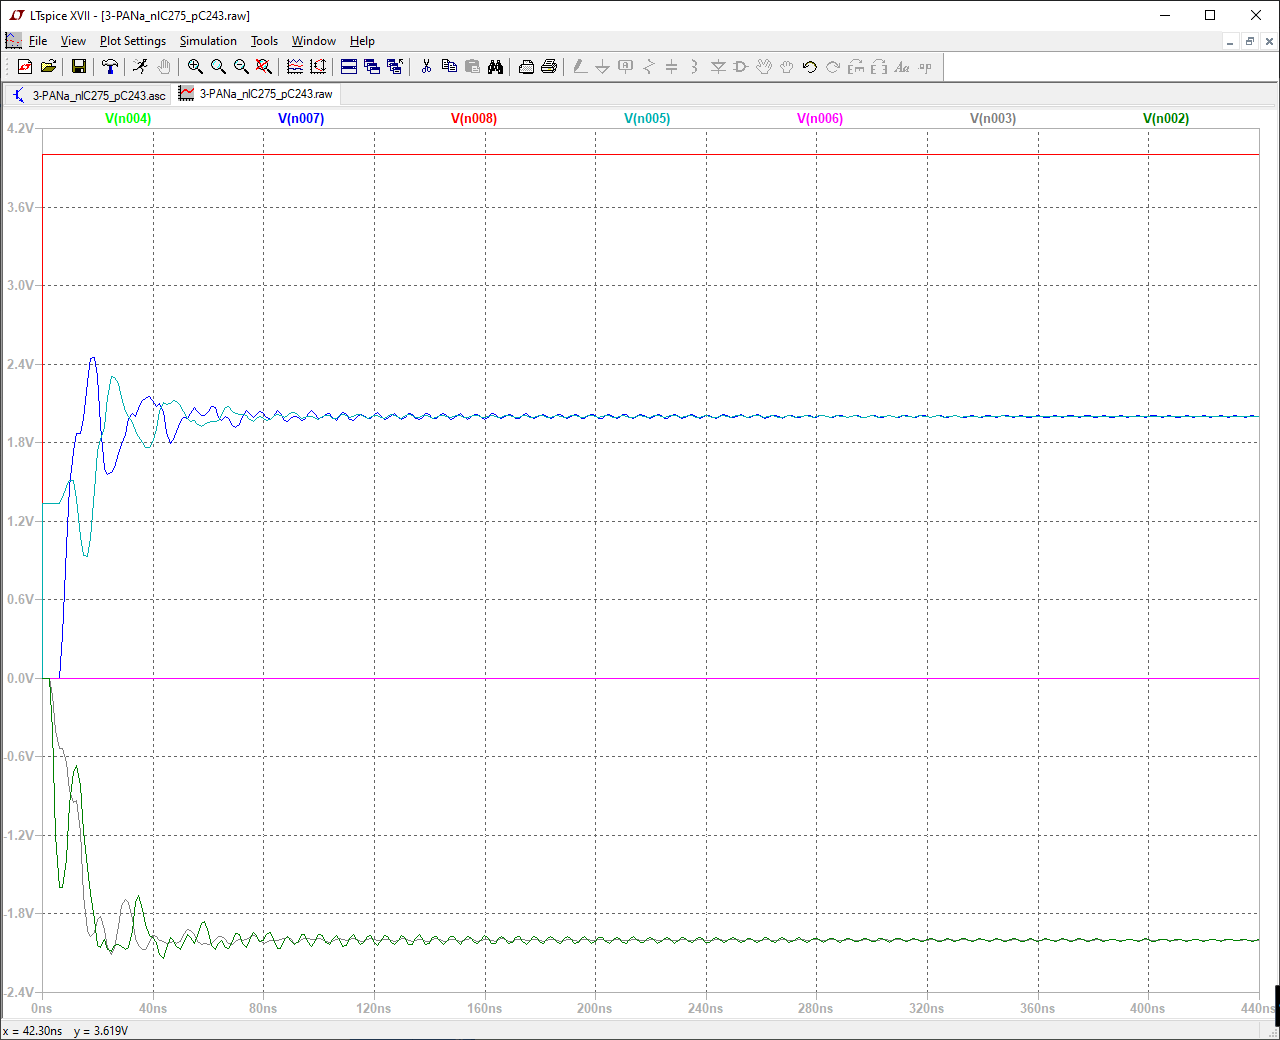 LTspice XVII - [3-PANa_nIC275_pC243.raw]
File View Plot Settings Simulation Tools Window Help
3-PANa_nIC275_pC243.asc 3-PANa_nIC275_pC243.raw
V(n004) V(n007) V(n008) V(n005) V(n006) V(n003) V(n002)
4.2V
3.6V
3.0V
2.4V
1.8V
1.2V
0.6V
0.0V
-0.6V
-1.2V
-1.8V
-2.4V
0ns 40ns 80ns 120ns 160ns 200ns 240ns 280ns 320ns 360ns 400ns 440ns
x = 42.30ns y = 3.619V